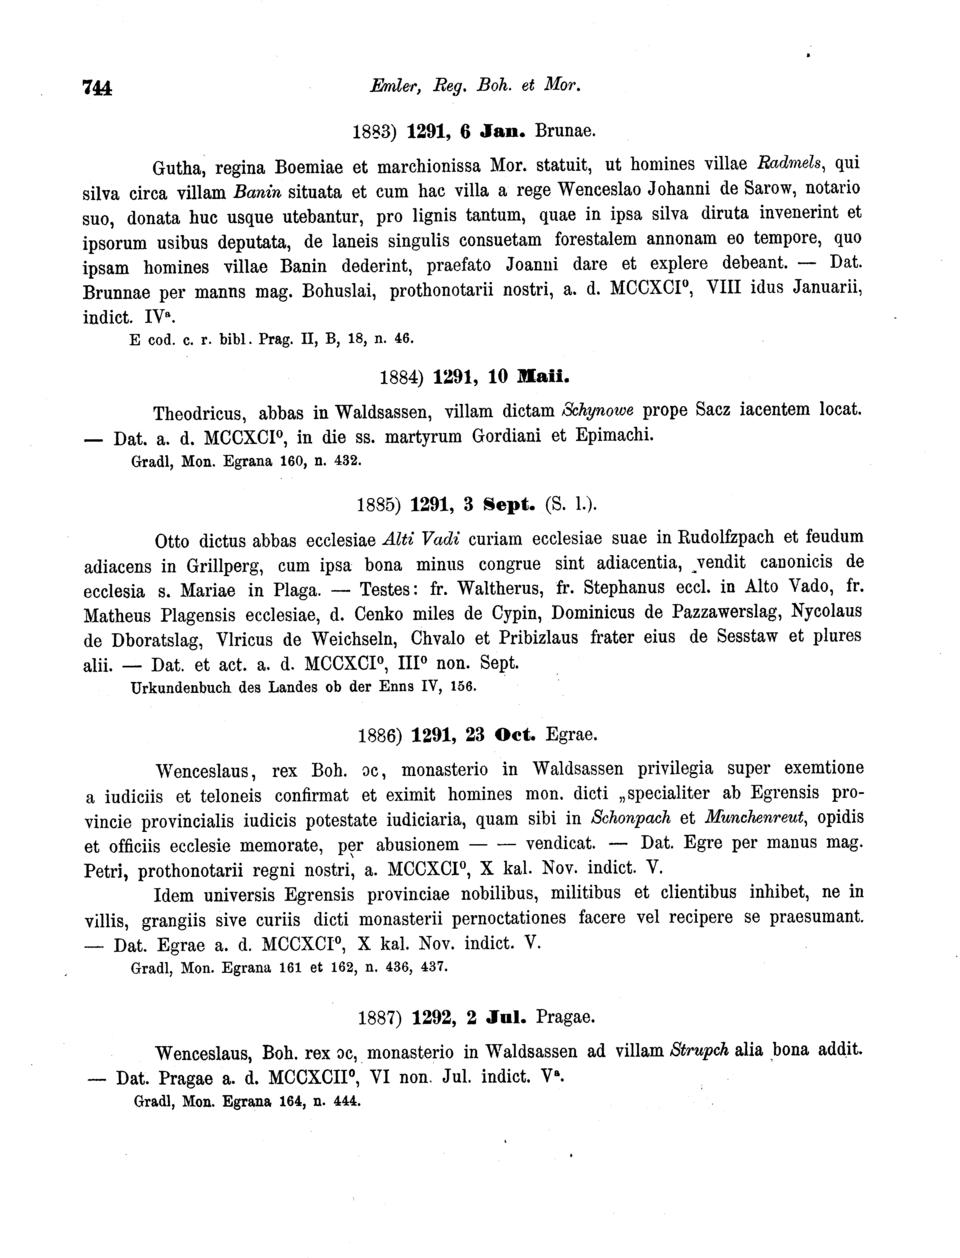 744 Emler, Reg. Boh. et Mor.
1883) 1291, 6 Jan. Brunae.
Gutha, regina Boemiae et marchionissa Mor. statuit, ut homines villae Radmels, qui
silva circa villam Banin situata et cum hac villa a rege Wenceslao Johanni de Sarow, notario
suo, donata huc usque utebantur, pro lignis tantum, quae in ipsa silva diruta invenerint et
ipsorum usibus deputata, de laneis singulis consuetam forestalem annonam eo tempore, quo
ipsam homines villae Banin dederint, praefato Joanni dare et explere debeant. — Dat.
Brunnae per manns mag. Bohuslai, prothonotarii nostri, a. d. MCCXCI⁰, VIII idus Januarii,
indict. IVᵃ.
E cod. c. r. bibl. Prag. II, B, 18, n. 46.
1884) 1291, 10 Maii.
Theodricus, abbas in Waldsassen, villam dictam Schynowe prope Sacz iacentem locat.
— Dat. a. d. MCCXCI⁰, in die ss. martyrum Gordiani et Epimachi.
Gradl, Mon. Egrana 160, n. 432.
1885) 1291, 3 Sept. (S. l.).
Otto dictus abbas ecclesiae Alti Vadi curiam ecclesiae suae in Rudolfzpach et feudum
adiacens in Grillperg, cum ipsa bona minus congrue sint adiacentia, vendit canonicis de
ecclesia s. Mariae in Plaga. — Testes: fr. Waltherus, fr. Stephanus eccl. in Alto Vado, fr.
Matheus Plagensis ecclesiae, d. Cenko miles de Cypin, Dominicus de Pazzawerslag, Nycolaus
de Dboratslag, Vlricus de Weichseln, Chvalo et Pribizlaus frater eius de Sesstaw et plures
alii. — Dat. et act. a. d. MCCXCI⁰, III⁰ non. Sept.
Urkundenbuch des Landes ob der Enns IV, 156.
1886) 1291, 23 Oct. Egrae.
Wenceslaus, rex Boh. ɔc, monasterio in Waldsassen privilegia super exemtione
a iudiciis et teloneis confirmat et eximit homines mon. dicti „specialiter ab Egrensis pro-
vincie provincialis iudicis potestate iudiciaria, quam sibi in Schonpach et Munchenreut, opidis
et officiis ecclesie memorate, per abusionem — — vendicat. — Dat. Egre per manus mag.
Petri, prothonotarii regni nostri, a. MCCXCI⁰, X kal. Nov. indict. V.
Idem universis Egrensis provinciae nobilibus, militibus et clientibus inhibet, ne in
villis, grangiis sive curiis dicti monasterii pernoctationes facere vel recipere se praesumant.
— Dat. Egrae a. d. MCCXCI⁰, X kal. Nov. indict. V.
Gradl, Mon. Egrana 161 et 162, n. 436, 437.
1887) 1292, 2 Jul. Pragae.
Wenceslaus, Boh. rex ɔc, monasterio in Waldsassen ad villam Strupch alia bona addit.
— Dat. Pragae a. d. MCCXCII⁰, VI non. Jul. indict. Vᵃ.
Gradl, Mon. Egrana 164, n. 444.